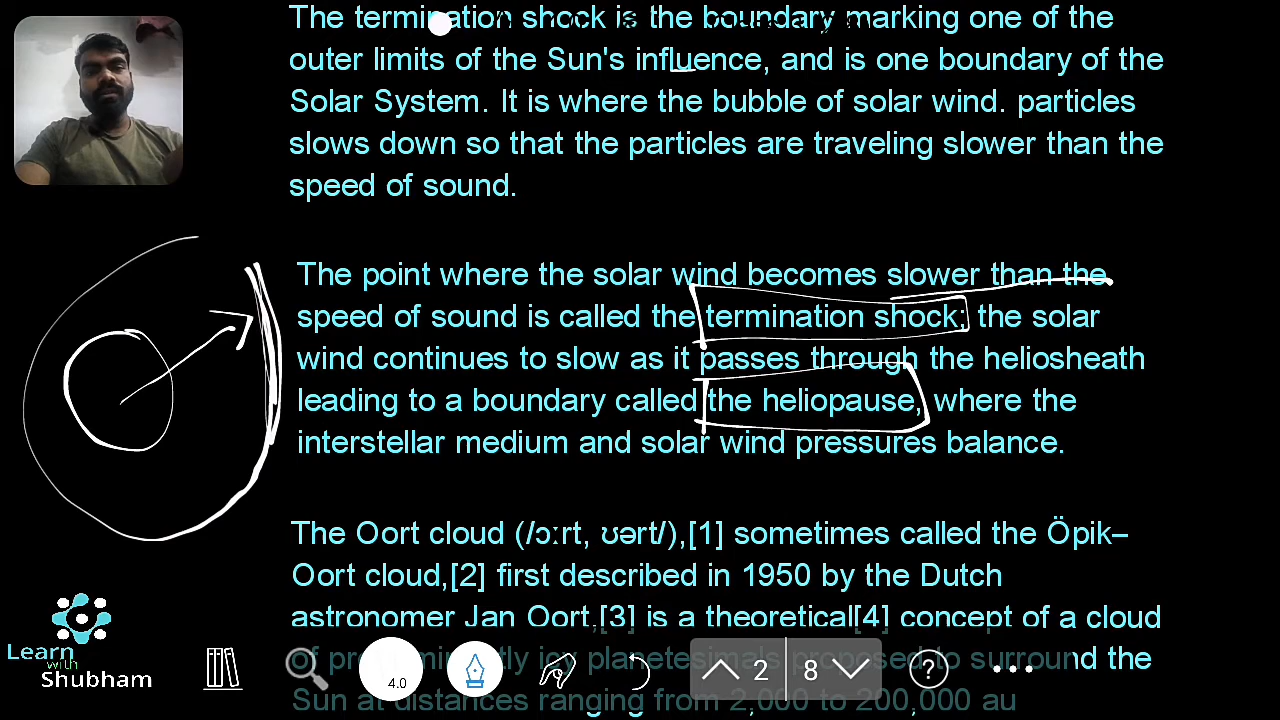 The termination shock is the boundary marking one of the
outer limits of the Sun's influence, and is one boundary of the
Solar System. It is where the bubble of solar wind. particles
slows down so that the particles are traveling slower than the
speed of sound.
The point where the solar wind becomes slower than the
speed of sound is called the termination shock; the solar
wind continues to slow as it passes through the heliosheath
leading to a boundary called the heliopause, where the
interstellar medium and solar wind pressures balance.
The Oort cloud (/ɔːrt, ʊərt/),[1] sometimes called the Öpik–
Oort cloud,[2] first described in 1950 by the Dutch
astronomer Jan Oort,[3] is a theoretical[4] concept of a cloud
of predominantly icy planetesimals proposed to surround the
Sun at distances ranging from 2,000 to 200,000 au
Learn
with
Shubham
4.0
2
8
?